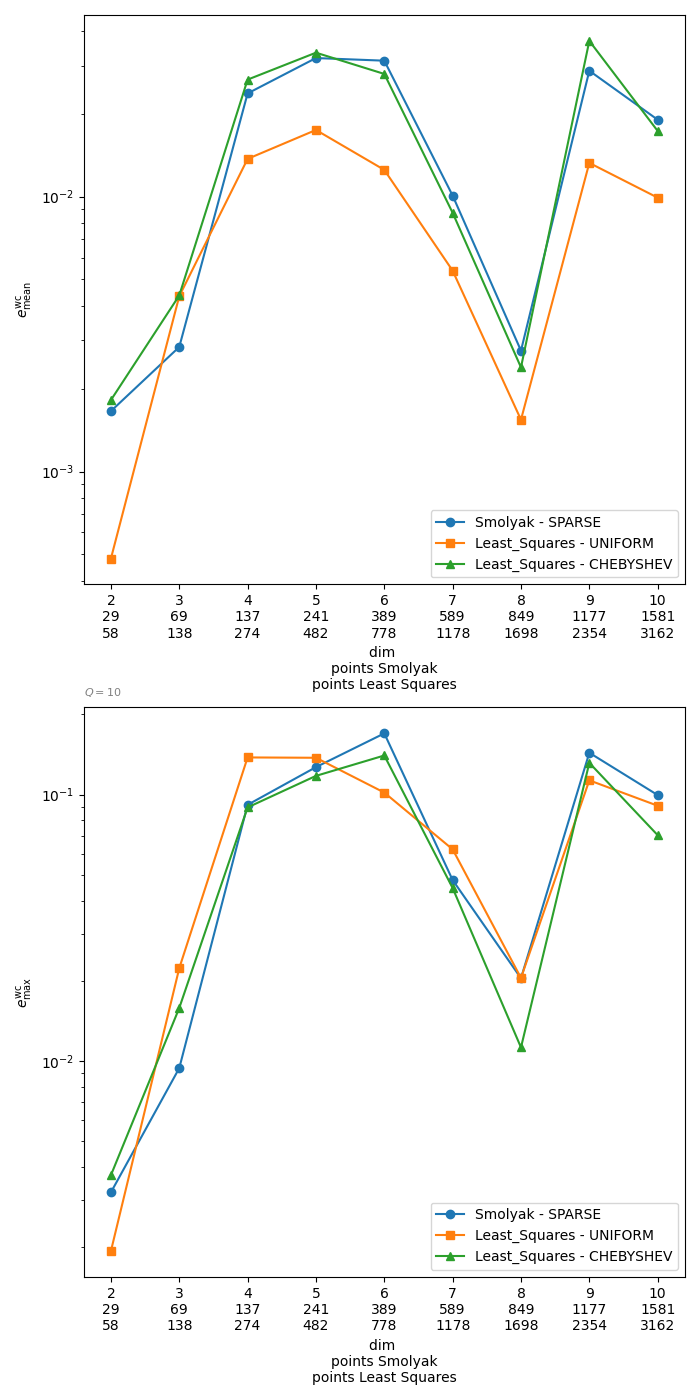 10⁻²
10⁻³
e^wc_mean
Smolyak - SPARSE
Least_Squares - UNIFORM
Least_Squares - CHEBYSHEV
2 3 4 5 6 7 8 9 10
29 69 137 241 389 589 849 1177 1581
58 138 274 482 778 1178 1698 2354 3162
dim
points Smolyak
points Least Squares
Q = 10
10⁻¹
10⁻²
e^wc_max
Smolyak - SPARSE
Least_Squares - UNIFORM
Least_Squares - CHEBYSHEV
2 3 4 5 6 7 8 9 10
29 69 137 241 389 589 849 1177 1581
58 138 274 482 778 1178 1698 2354 3162
dim
points Smolyak
points Least Squares